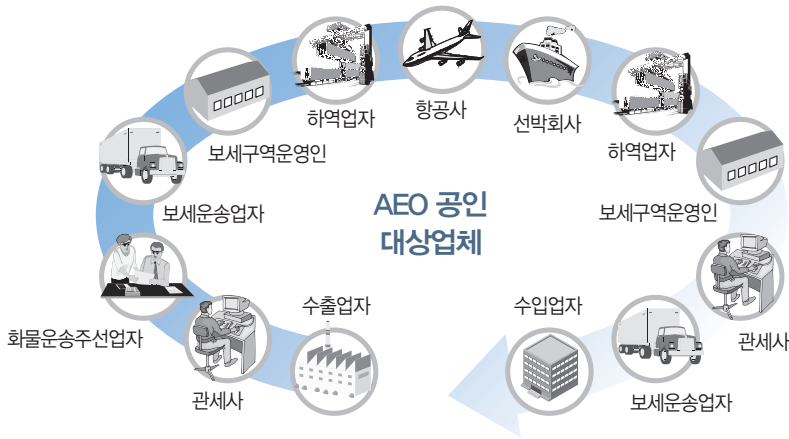 하역업자
항공사
선박회사
하역업자
보세구역운영인
보세운송업자
AEO 공인
대상업체
보세구역운영인
화물운송주선업자
관세사
수출업자
수입업자
보세운송업자
관세사